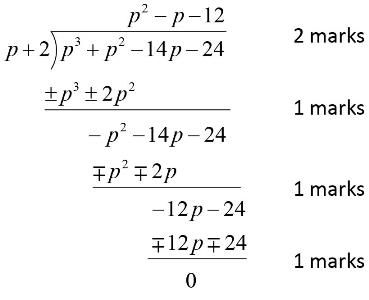 p² − p − 12
p + 2)p³ + p² − 14p − 24 2 marks
±p³ ± 2p² 1 marks
− p² − 14p − 24
∓p² ∓ 2p 1 marks
−12p − 24
∓12p ∓ 24 1 marks
0